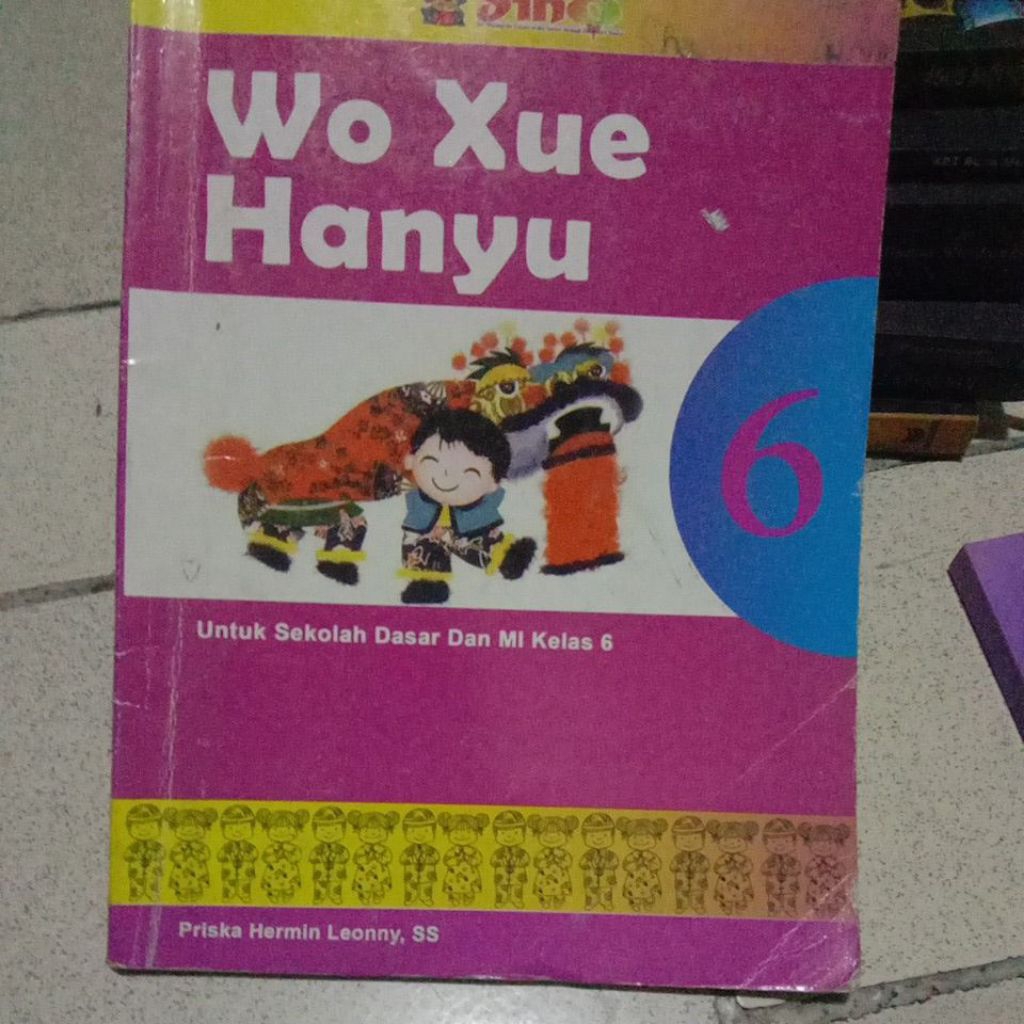 Wo Xue
Hanyu
6
Untuk Sekolah Dasar Dan MI Kelas 6
Priska Hermin Leonny, SS